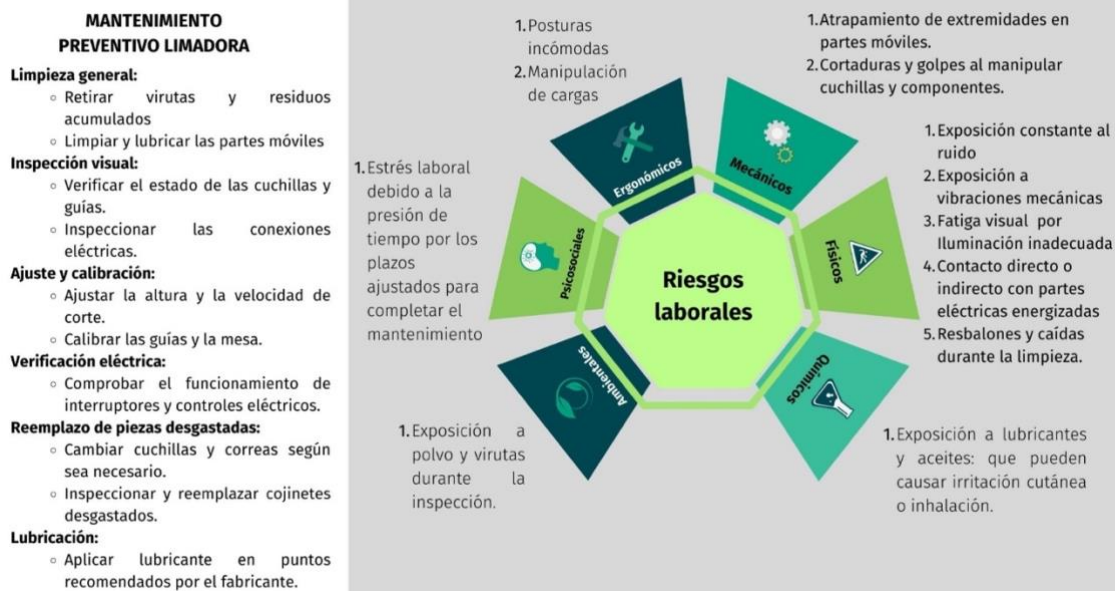 MANTENIMIENTO
PREVENTIVO LIMADORA
Limpieza general:
Retirar virutas y residuos
acumulados
Limpiar y lubricar las partes móviles
Inspección visual:
Verificar el estado de las cuchillas y
guías.
Inspeccionar las conexiones
eléctricas.
Ajuste y calibración:
Ajustar la altura y la velocidad de
corte.
Calibrar las guías y la mesa.
Verificación eléctrica:
Comprobar el funcionamiento de
interruptores y controles eléctricos.
Reemplazo de piezas desgastadas:
Cambiar cuchillas y correas según
sea necesario.
Inspeccionar y reemplazar cojinetes
desgastados.
Lubricación:
Aplicar lubricante en puntos
recomendados por el fabricante.
1. Posturas
incómodas
2. Manipulación
de cargas
Ergonómicos
1. Atrapamiento de extremidades en
partes móviles.
2. Cortaduras y golpes al manipular
cuchillas y componentes.
Mecánicos
1. Exposición constante al
ruido
2. Exposición a
vibraciones mecánicas
3. Fatiga visual por
Iluminación inadecuada
4. Contacto directo o
indirecto con partes
eléctricas energizadas
5. Resbalones y caídas
durante la limpieza.
Físicos
1. Estrés laboral
debido a la
presión de
tiempo por los
plazos
ajustados para
completar el
mantenimiento
Psicosociales
Riesgos
laborales
Ambientales
1. Exposición a
polvo y virutas
durante la
inspección.
Químicos
1. Exposición a lubricantes
y aceites: que pueden
causar irritación cutánea
o inhalación.